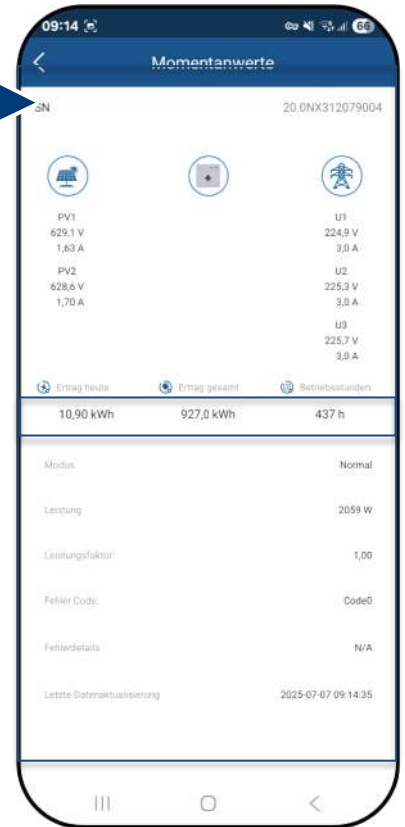 09:14
66
Momentanwerte
SN 20.0NX312079004
PV1 U1
629,1 V 224,9 V
1,63 A 3,0 A
PV2 U2
628,6 V 225,3 V
1,70 A 3,0 A
U3
225,7 V
3,0 A
Ertrag heute Ertrag gesamt Betriebsstunden
10,90 kWh 927,0 kWh 437 h
Modus Normal
Leistung 2059 W
Leistungsfaktor: 1,00
Fehler Code: Code0
Fehlerdetails N/A
Letzte Datenaktualisierung 2025-07-07 09:14:35